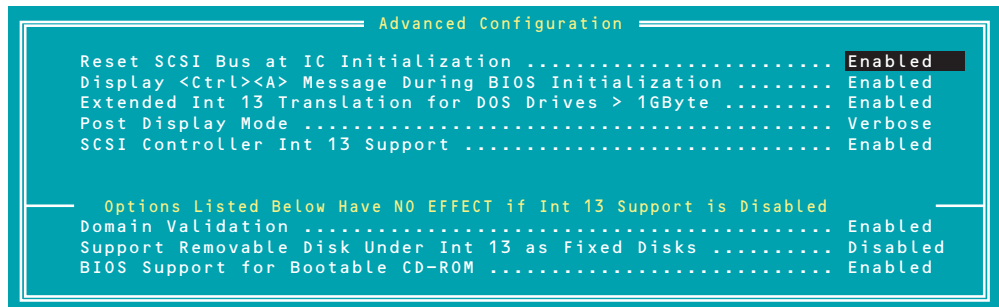 Advanced Configuration
Reset SCSI Bus at IC Initialization ......................... Enabled
Display <Ctrl><A> Message During BIOS Initialization ........ Enabled
Extended Int 13 Translation for DOS Drives > 1GByte ......... Enabled
Post Display Mode ........................................... Verbose
SCSI Controller Int 13 Support .............................. Enabled
Options Listed Below Have NO EFFECT if Int 13 Support is Disabled
Domain Validation ........................................... Enabled
Support Removable Disk Under Int 13 as Fixed Disks .......... Disabled
BIOS Support for Bootable CD-ROM ............................ Enabled